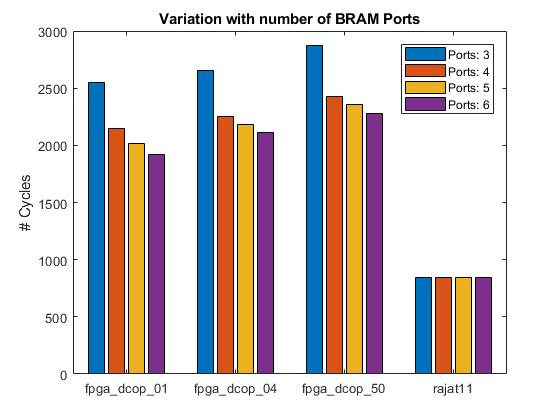 Variation with number of BRAM Ports
3000
2500
2000
1500
1000
500
0
# Cycles
Ports: 3
Ports: 4
Ports: 5
Ports: 6
fpga_dcop_01
fpga_dcop_04
fpga_dcop_50
rajat11